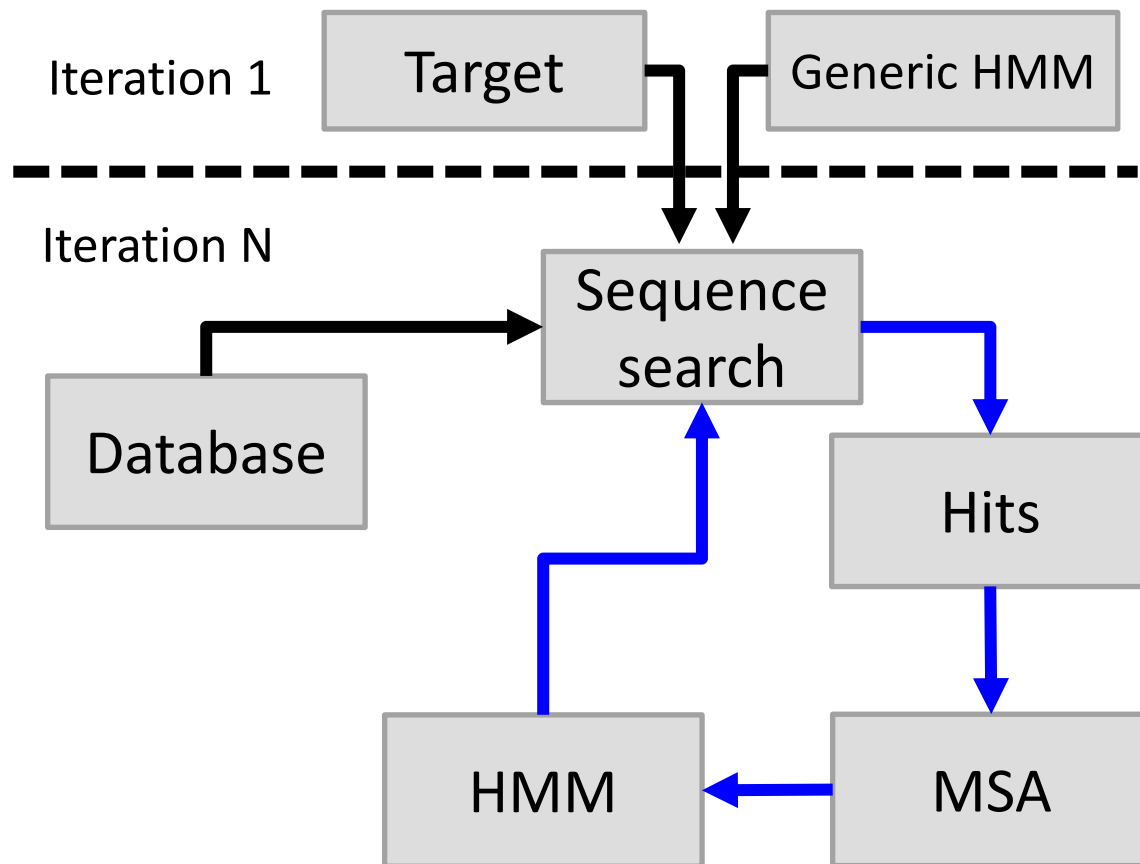 Iteration 1
Target
Generic HMM
Iteration N
Sequence
search
Database
Hits
HMM
MSA